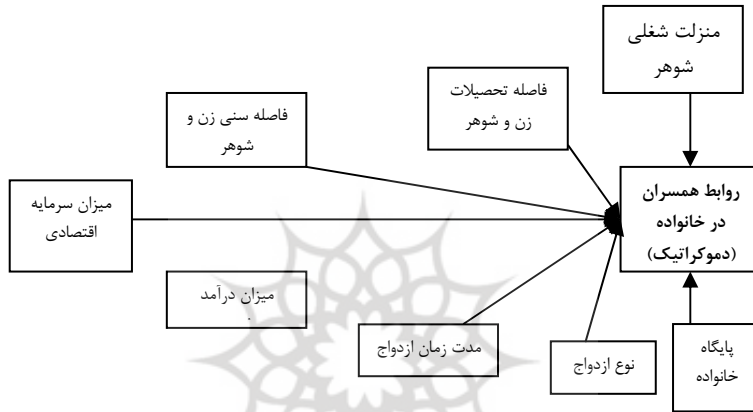 منزلت شغلی
شوهر
فاصله تحصیلات
زن و شوهر
فاصله سنی زن و
شوهر
روابط همسران
در خانواده
(دموکراتیک)
میزان سرمایه
اقتصادی
میزان درآمد
مدت زمان ازدواج
نوع ازدواج
پایگاه
خانواده